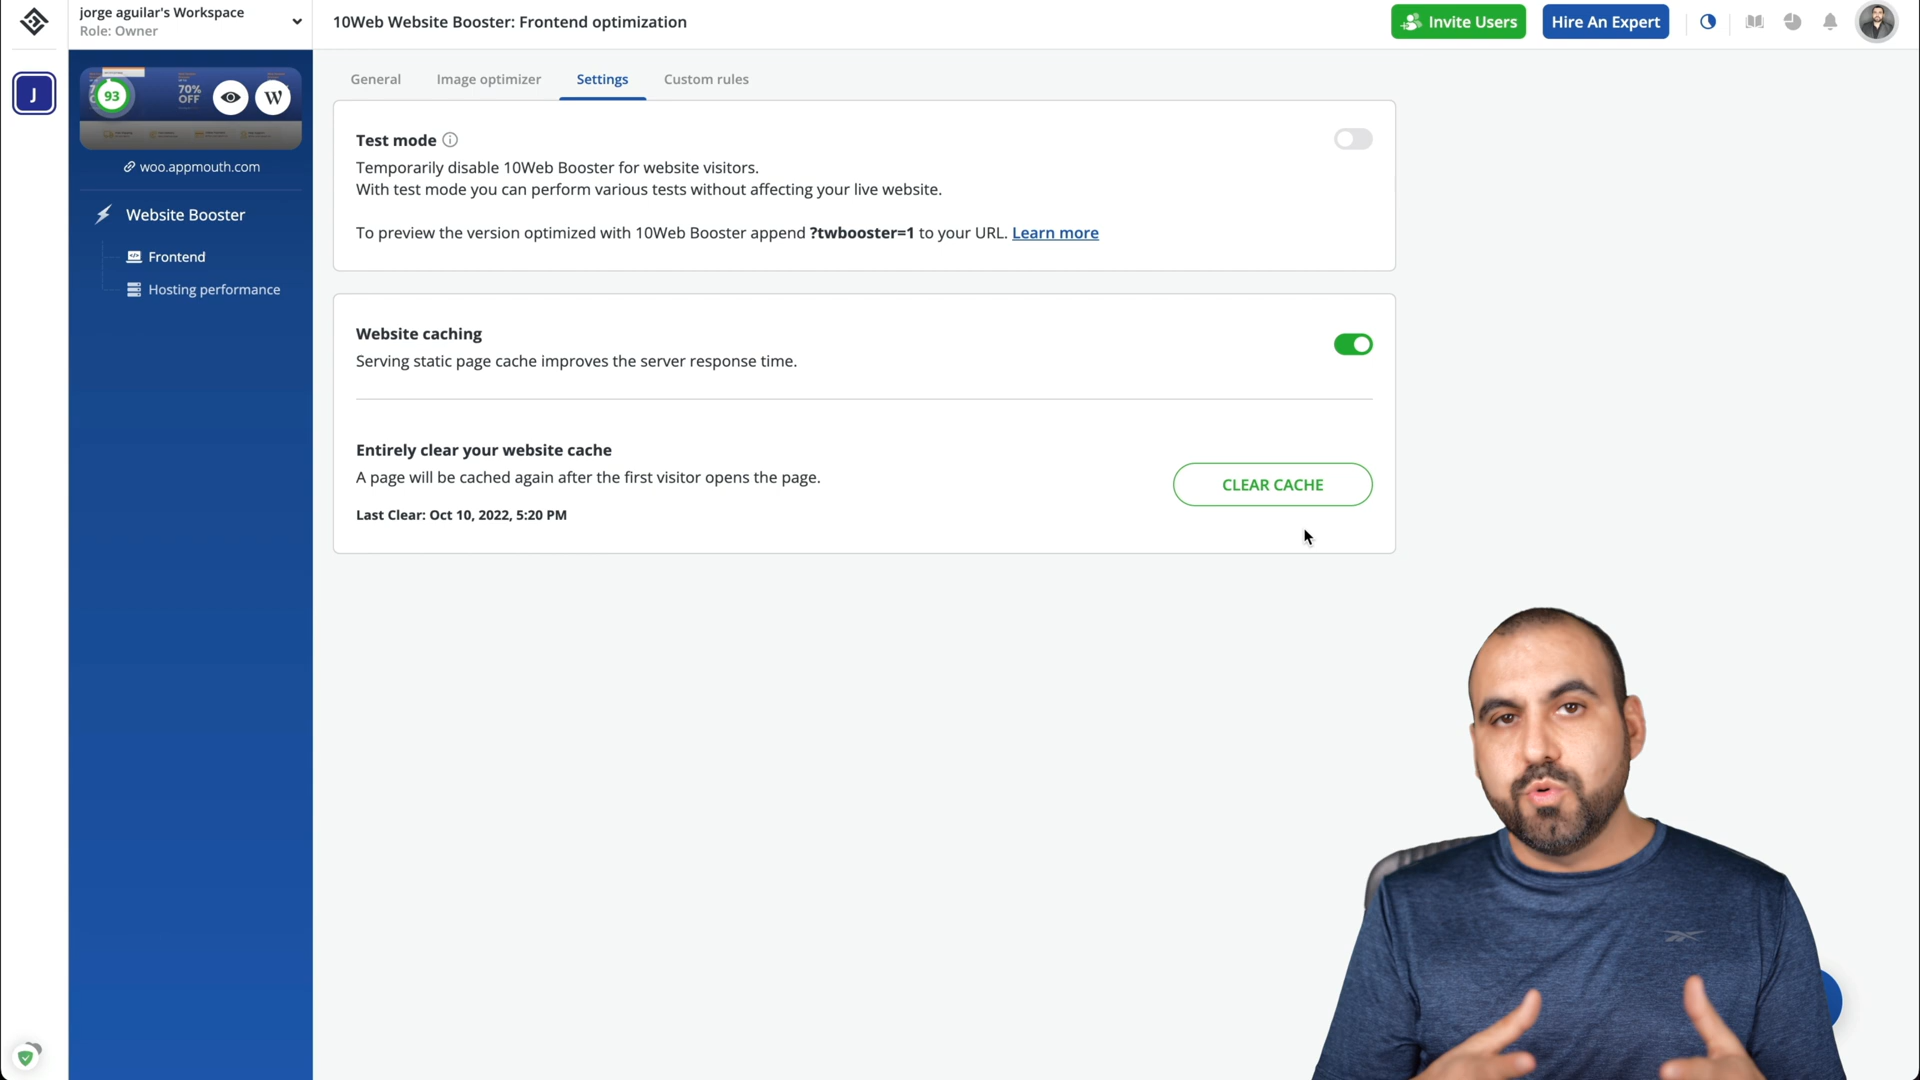 jorge aguilar's Workspace
Role: Owner
10Web Website Booster: Frontend optimization
Invite Users
Hire An Expert
J
93
70%
OFF
W
woo.appmouth.com
Website Booster
Frontend
Hosting performance
General
Image optimizer
Settings
Custom rules
Test mode
Temporarily disable 10Web Booster for website visitors.
With test mode you can perform various tests without affecting your live website.
To preview the version optimized with 10Web Booster append ?twbooster=1 to your URL. Learn more
Website caching
Serving static page cache improves the server response time.
Entirely clear your website cache
A page will be cached again after the first visitor opens the page.
Last Clear: Oct 10, 2022, 5:20 PM
CLEAR CACHE